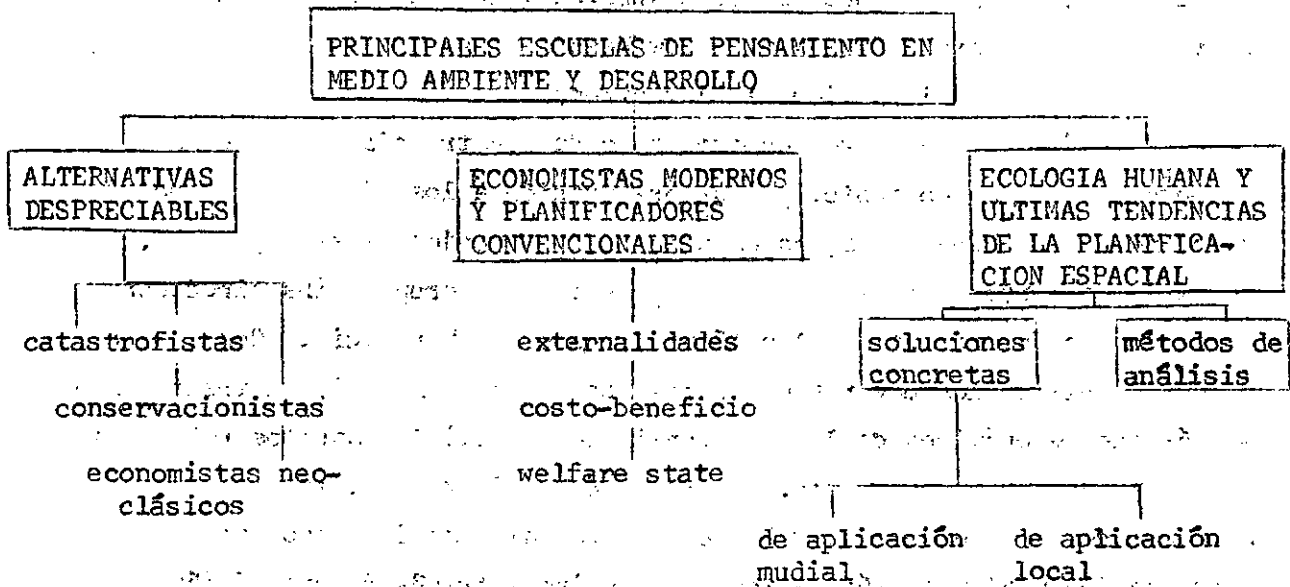 PRINCIPALES ESCUELAS DE PENSAMIENTO EN
MEDIO AMBIENTE Y DESARROLLO
ALTERNATIVAS
DESPRECIABLES
ECONOMISTAS MODERNOS
Y PLANIFICADORES
CONVENCIONALES
ECOLOGIA HUMANA Y
ULTIMAS TENDENCIAS
DE LA PLANIFICA-
CION ESPACIAL
catastrofistas
conservacionistas
economistas neo-
clásicos
externalidades
costo-beneficio
welfare state
soluciones
concretas
métodos de
análisis
de aplicación
mudial
de aplicación
local